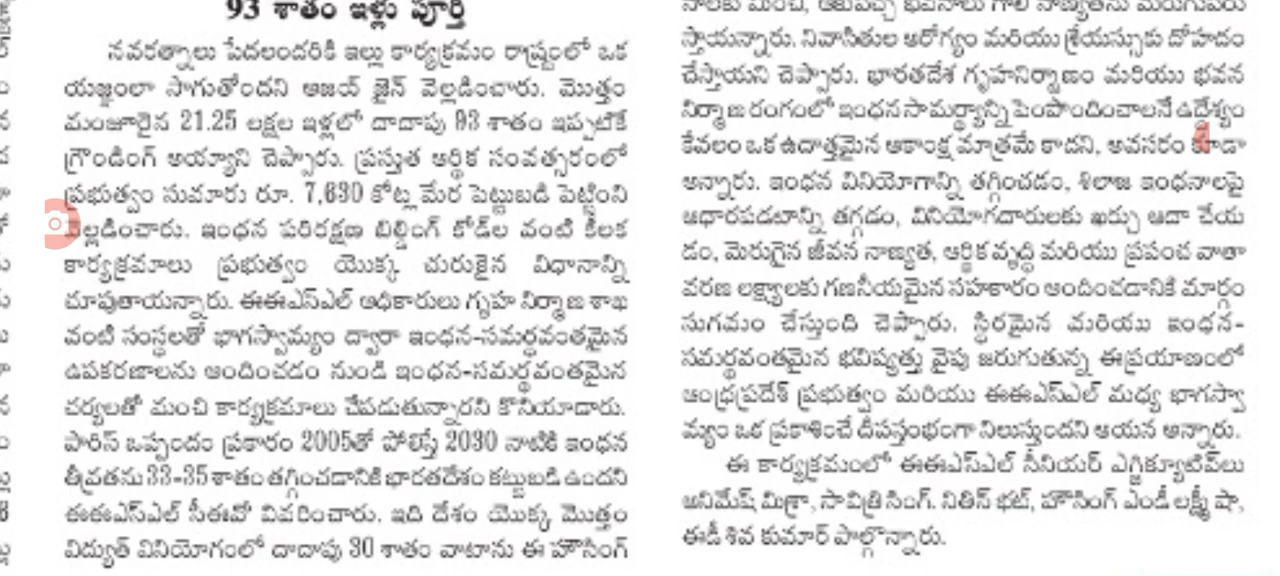 93 శాతం ఇళ్లు పూర్తి
నవరత్నాలు పేదలందరికి ఇల్లు కార్యక్రమం రాష్ట్రంలో ఒక
యజ్ఞంలా సాగుతోందని అజయ్ జైన్ వెల్లడించారు. మొత్తం
మంజూరైన 21.25 లక్షల ఇళ్లలో దాదాపు 93 శాతం ఇప్పటికే
గ్రౌండింగ్ అయ్యాని చెప్పారు. ప్రస్తుత ఆర్థిక సంవత్సరంలో
ప్రభుత్వం సుమారు రూ. 7,630 కోట్ల మేర పెట్టుబడి పెట్టింని
వెల్లడించారు. ఇంధన పరిరక్షణ బిల్డింగ్ కోడ్‌ల వంటి కీలక
కార్యక్రమాలు ప్రభుత్వం యొక్క చురుకైన విధానాన్ని
చూపుతాయన్నారు. ఈఈఎస్ఎల్ అధికారులు గృహ నిర్మాణ శాఖ
వంటి సంస్థలతో భాగస్వామ్యం ద్వారా ఇంధన-సమర్థవంతమైన
ఉపకరణాలను అందించడం నుండి ఇంధన-సమర్థవంతమైన
చర్యలతో మంచి కార్యక్రమాలు చేపడుతున్నారని కొనియాడారు.
పారిస్ ఒప్పందం ప్రకారం 2005తో పోలిస్తే 2030 నాటికి ఇంధన
తీవ్రతను 33-35 శాతం తగ్గించడానికి భారతదేశం కట్టుబడి ఉందని
ఈఈఎస్ఎల్ సీఈవో వివరించారు. ఇది దేశం యొక్క మొత్తం
విద్యుత్ వినియోగంలో దాదాపు 30 శాతం వాటాను ఈ హౌసింగ్
స్తాయన్నారు. నివాసితుల ఆరోగ్యం మరియు శ్రేయస్సుకు దోహదం
చేస్తాయని చెప్పారు. భారతదేశ గృహనిర్మాణం మరియు భవన
నిర్మాణ రంగంలో ఇంధన సామర్థ్యాన్ని పెంపొందించాలనే ఉద్దేశ్యం
కేవలం ఒక ఉదాత్తమైన ఆకాంక్ష మాత్రమే కాదని, అవసరం కూడా
అన్నారు. ఇంధన వినియోగాన్ని తగ్గించడం, శిలాజ ఇంధనాలపై
ఆధారపడటాన్ని తగ్గడం, వినియోగదారులకు ఖర్చు ఆదా చేయ
డం, మెరుగైన జీవన నాణ్యత, ఆర్థిక వృద్ధి మరియు ప్రపంచ వాతా
వరణ లక్ష్యాలకు గణనీయమైన సహకారం అందించడానికే మార్గం
సుగమం చేస్తుంది చెప్పారు. స్థిరమైన మరియు ఇంధన-
సమర్థవంతమైన భవిష్యత్తు వైపు జరుగుతున్న ఈప్రయాణంలో
ఆంధ్రప్రదేశ్ ప్రభుత్వం మరియు ఈఈఎస్ఎల్ మధ్య భాగస్వా
మ్యం ఒక ప్రకాశించే దీపస్తంభంగా నిలుస్తుందని ఆయన అన్నారు.
ఈ కార్యక్రమంలో ఈఈఎస్ఎల్ సీనియర్ ఎగ్జిక్యూటివ్‌లు
అనిమేష్ మిశ్రా, సావిత్రి సింగ్. నితిన్ భట్, హౌసింగ్ ఎండీ లక్ష్మీ షా,
ఈడీ శివ కుమార్ పాల్గొన్నారు.